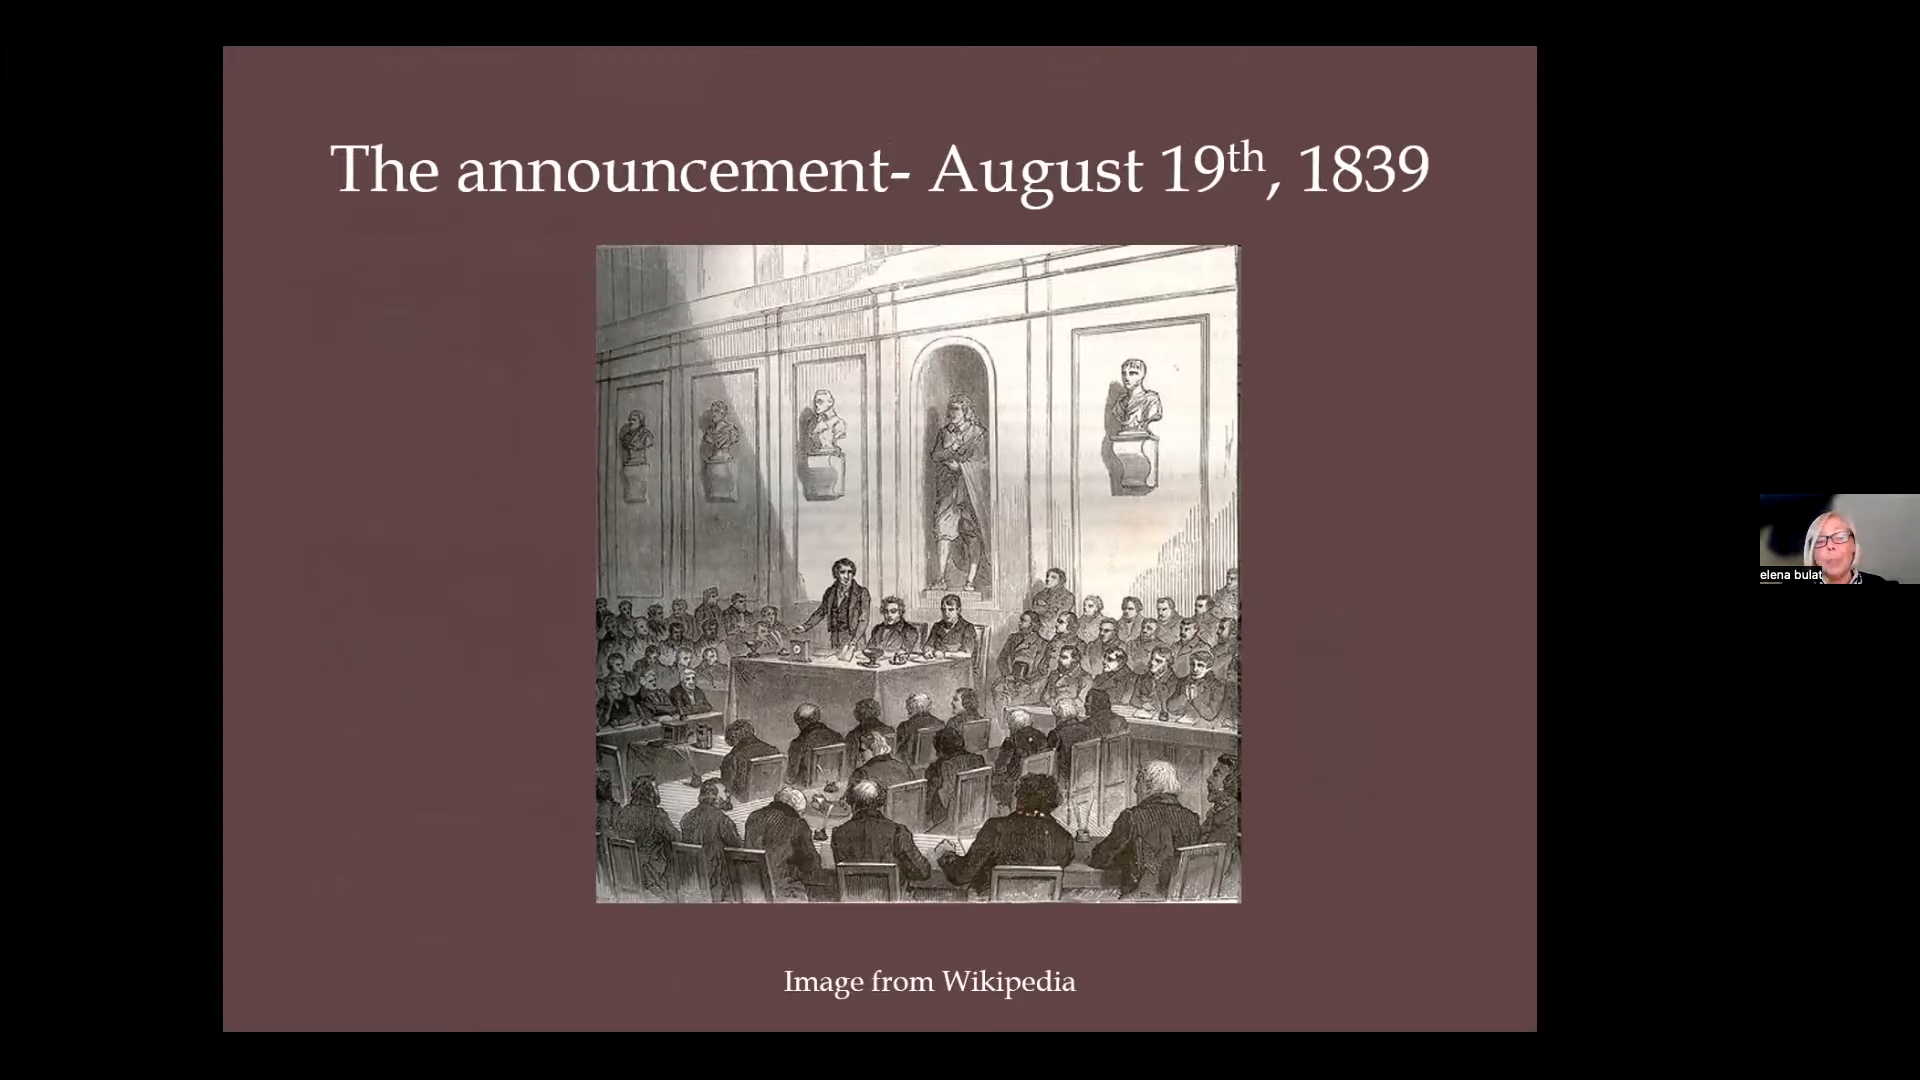 The announcement- August 19th, 1839
elena bulat
Image from Wikipedia